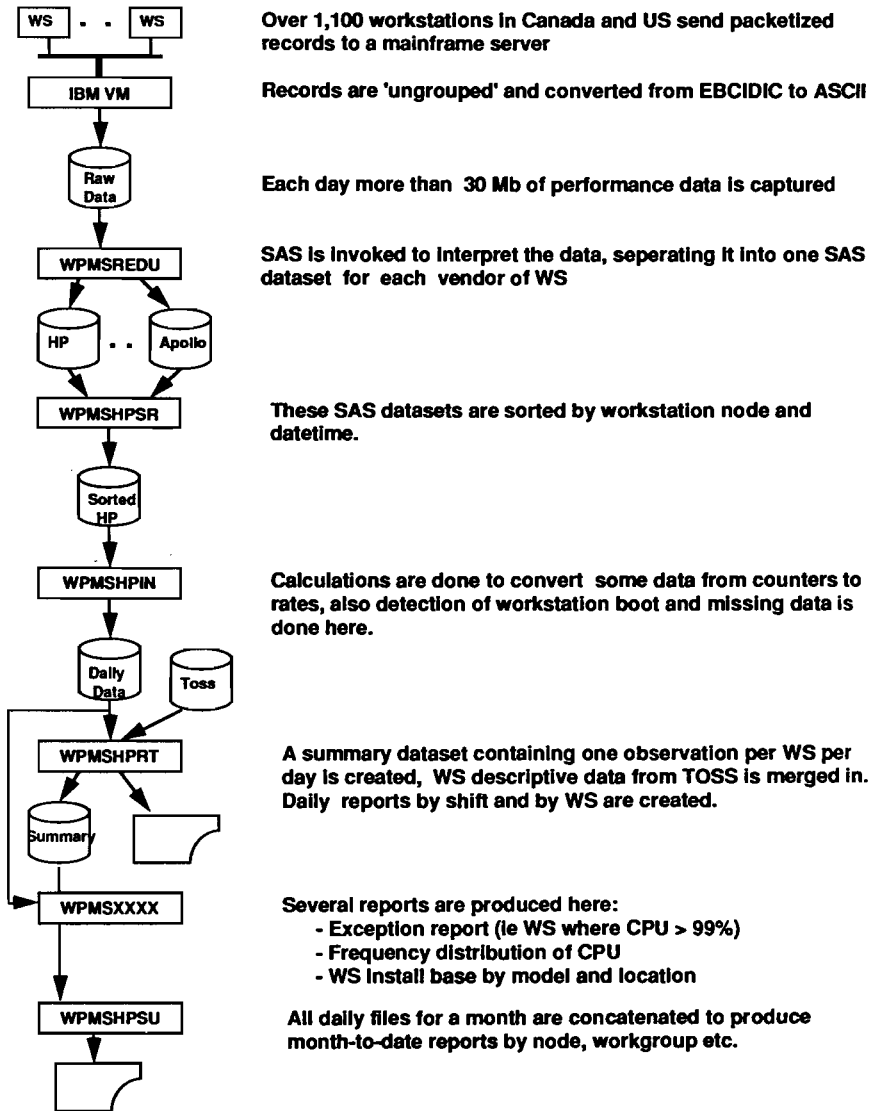 WS . . WS
Over 1,100 workstations in Canada and US send packetized
records to a mainframe server
IBM VM
Records are 'ungrouped' and converted from EBCIDIC to ASCII
Raw
Data
Each day more than 30 Mb of performance data is captured
WPMSREDU
SAS is invoked to interpret the data, seperating it into one SAS
dataset for each vendor of WS
HP . . Apollo
WPMSHPSR
These SAS datasets are sorted by workstation node and
datetime.
Sorted
HP
WPMSHPIN
Calculations are done to convert some data from counters to
rates, also detection of workstation boot and missing data is
done here.
Daily
Data
Toss
WPMSHPRT
A summary dataset containing one observation per WS per
day is created, WS descriptive data from TOSS is merged in.
Daily reports by shift and by WS are created.
Summary
WPMSXXXX
Several reports are produced here:
- Exception report (ie WS where CPU > 99%)
- Frequency distribution of CPU
- WS install base by model and location
WPMSHPSU
All daily files for a month are concatenated to produce
month-to-date reports by node, workgroup etc.